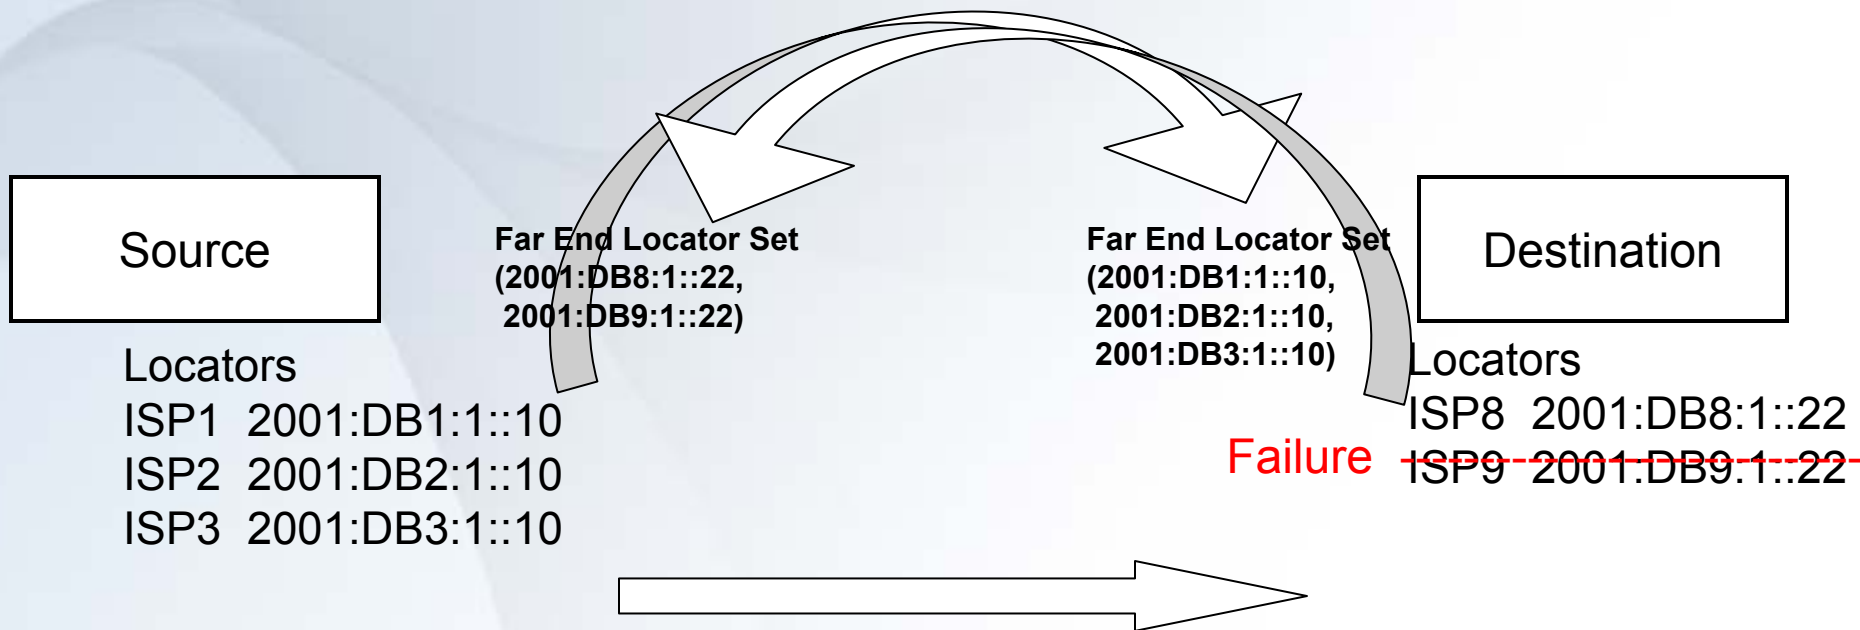 Source
Far End Locator Set
(2001:DB8:1::22,
2001:DB9:1::22)
Far End Locator Set
(2001:DB1:1::10,
2001:DB2:1::10,
2001:DB3:1::10)
Destination
Locators
ISP1 2001:DB1:1::10
ISP2 2001:DB2:1::10
ISP3 2001:DB3:1::10
Locators
ISP8 2001:DB8:1::22
Failure
ISP9 2001:DB9:1::22